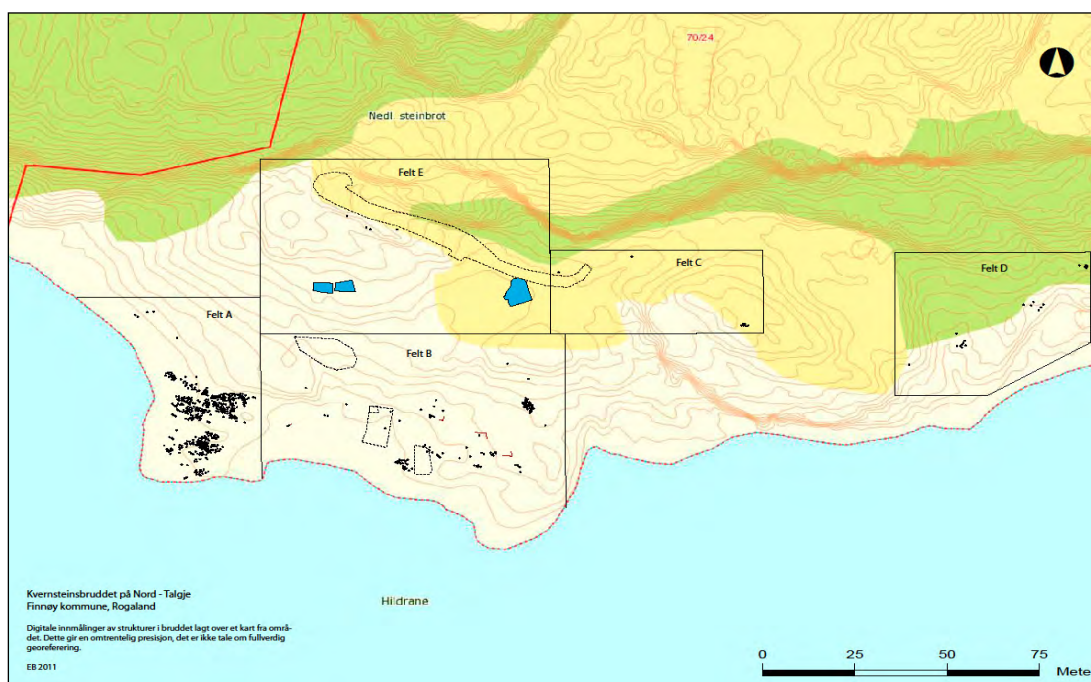 70/24
Nedl steinbrot
Felt E
Felt C
Felt D
Felt A
Felt B
Kvernsteinsbruddet på Nord - Talgje
Finnøy kommune, Rogaland
Hildrane
Digitale innmålinger av strukturer i bruddet lagt over et kart fra områ-
det. Dette gir en omtrentelig presisjon, det er ikke tale om fullverdig
georeferering.
EB 2011
0 25 50 75
Mete